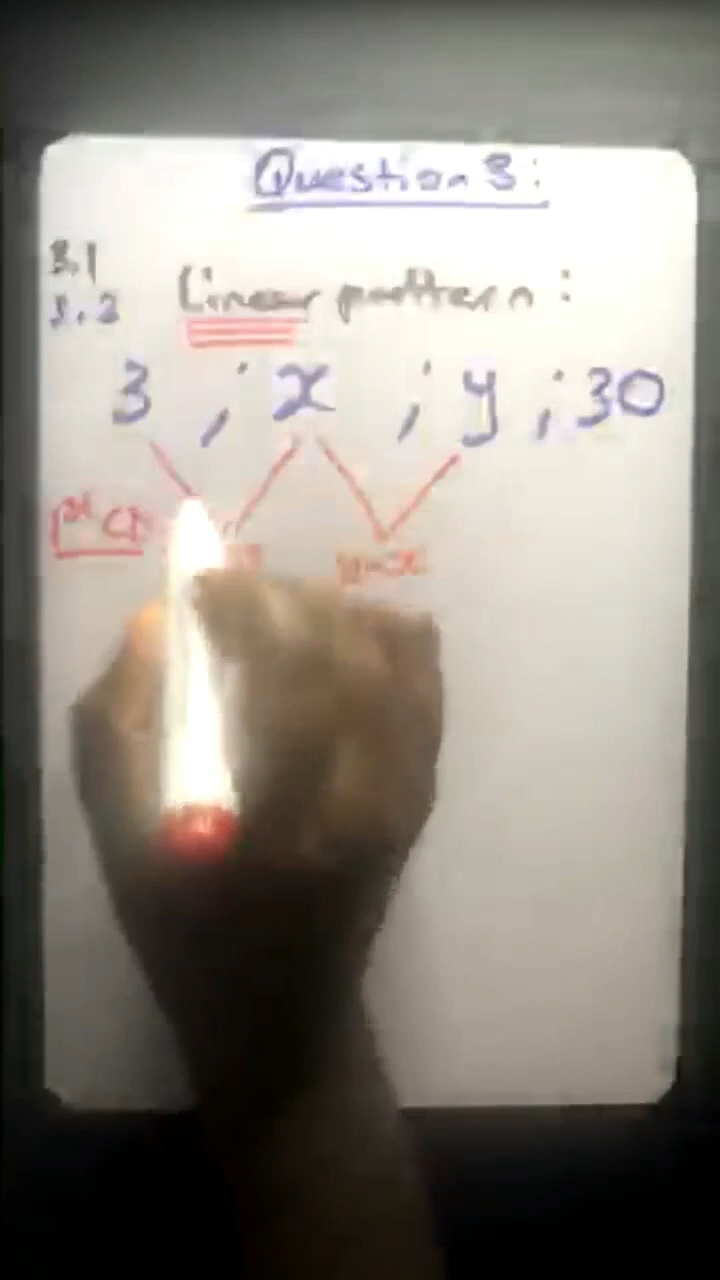 Question 3:
3.1
3.2 Linear pattern:
3 ; x ; y ; 30
y-x